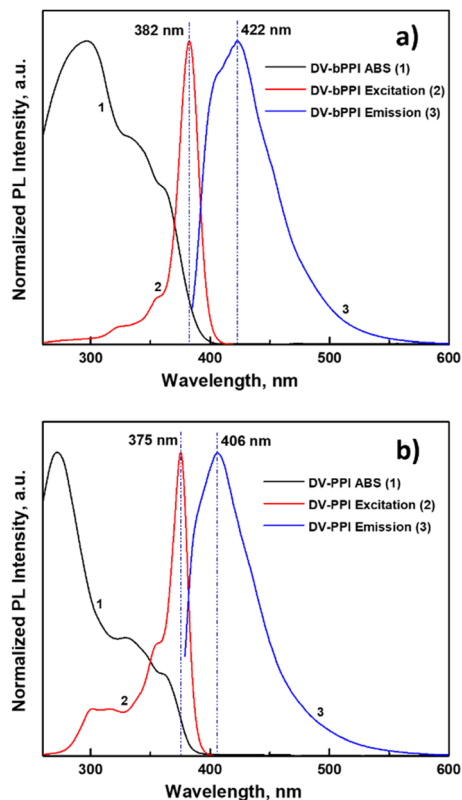 382 nm
422 nm
a)
DV-bPPI ABS (1)
DV-bPPI Excitation (2)
DV-bPPI Emission (3)
1
2
3
Normalized PL Intensity, a.u.
300 400 500 600
Wavelength, nm
375 nm
406 nm
b)
DV-PPI ABS (1)
DV-PPI Excitation (2)
DV-PPI Emission (3)
1
2
3
Normalized PL Intensity, a.u.
300 400 500 600
Wavelength, nm